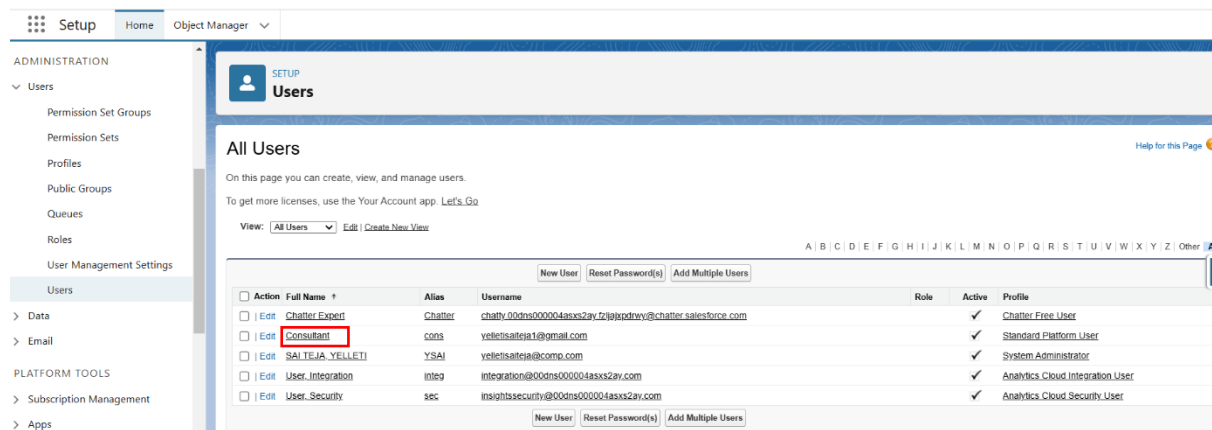 Setup Home Object Manager
ADMINISTRATION
Users
Permission Set Groups
Permission Sets
Profiles
Public Groups
Queues
Roles
User Management Settings
Users
Data
Email
PLATFORM TOOLS
Subscription Management
Apps
SETUP
Users
All Users
Help for this Page
On this page you can create, view, and manage users.
To get more licenses, use the Your Account app. Let's Go
View: All Users Edit | Create New View
A | B | C | D | E | F | G | H | I | J | K | L | M | N | O | P | Q | R | S | T | U | V | W | X | Y | Z | Other
New User Reset Password(s) Add Multiple Users
Action Full Name ↑ Alias Username Role Active Profile
| Edit Chatter Expert Chatter chatty.00dns000004asxs2ay.fzljajxpdrwy@chatter.salesforce.com ✓ Chatter Free User
| Edit Consultant cons yelletisaiteja1@gmail.com ✓ Standard Platform User
| Edit SAI TEJA, YELLETI YSAI yelletisaiteja@comp.com ✓ System Administrator
| Edit User, Integration integ integration@00dns000004asxs2ay.com ✓ Analytics Cloud Integration User
| Edit User, Security sec insightssecurity@00dns000004asxs2ay.com ✓ Analytics Cloud Security User
New User Reset Password(s) Add Multiple Users